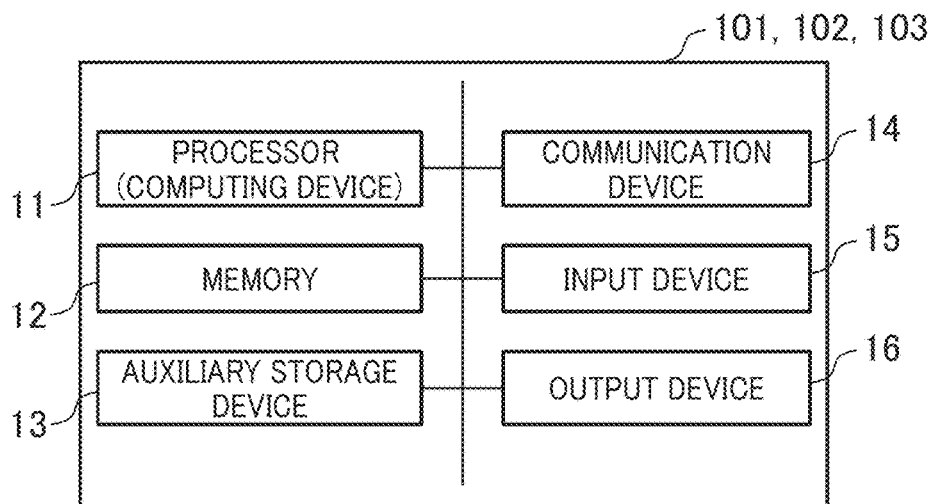 101, 102, 103
PROCESSOR
(COMPUTING DEVICE)
11
COMMUNICATION
DEVICE
14
MEMORY
12
INPUT DEVICE
15
AUXILIARY STORAGE
DEVICE
13
OUTPUT DEVICE
16